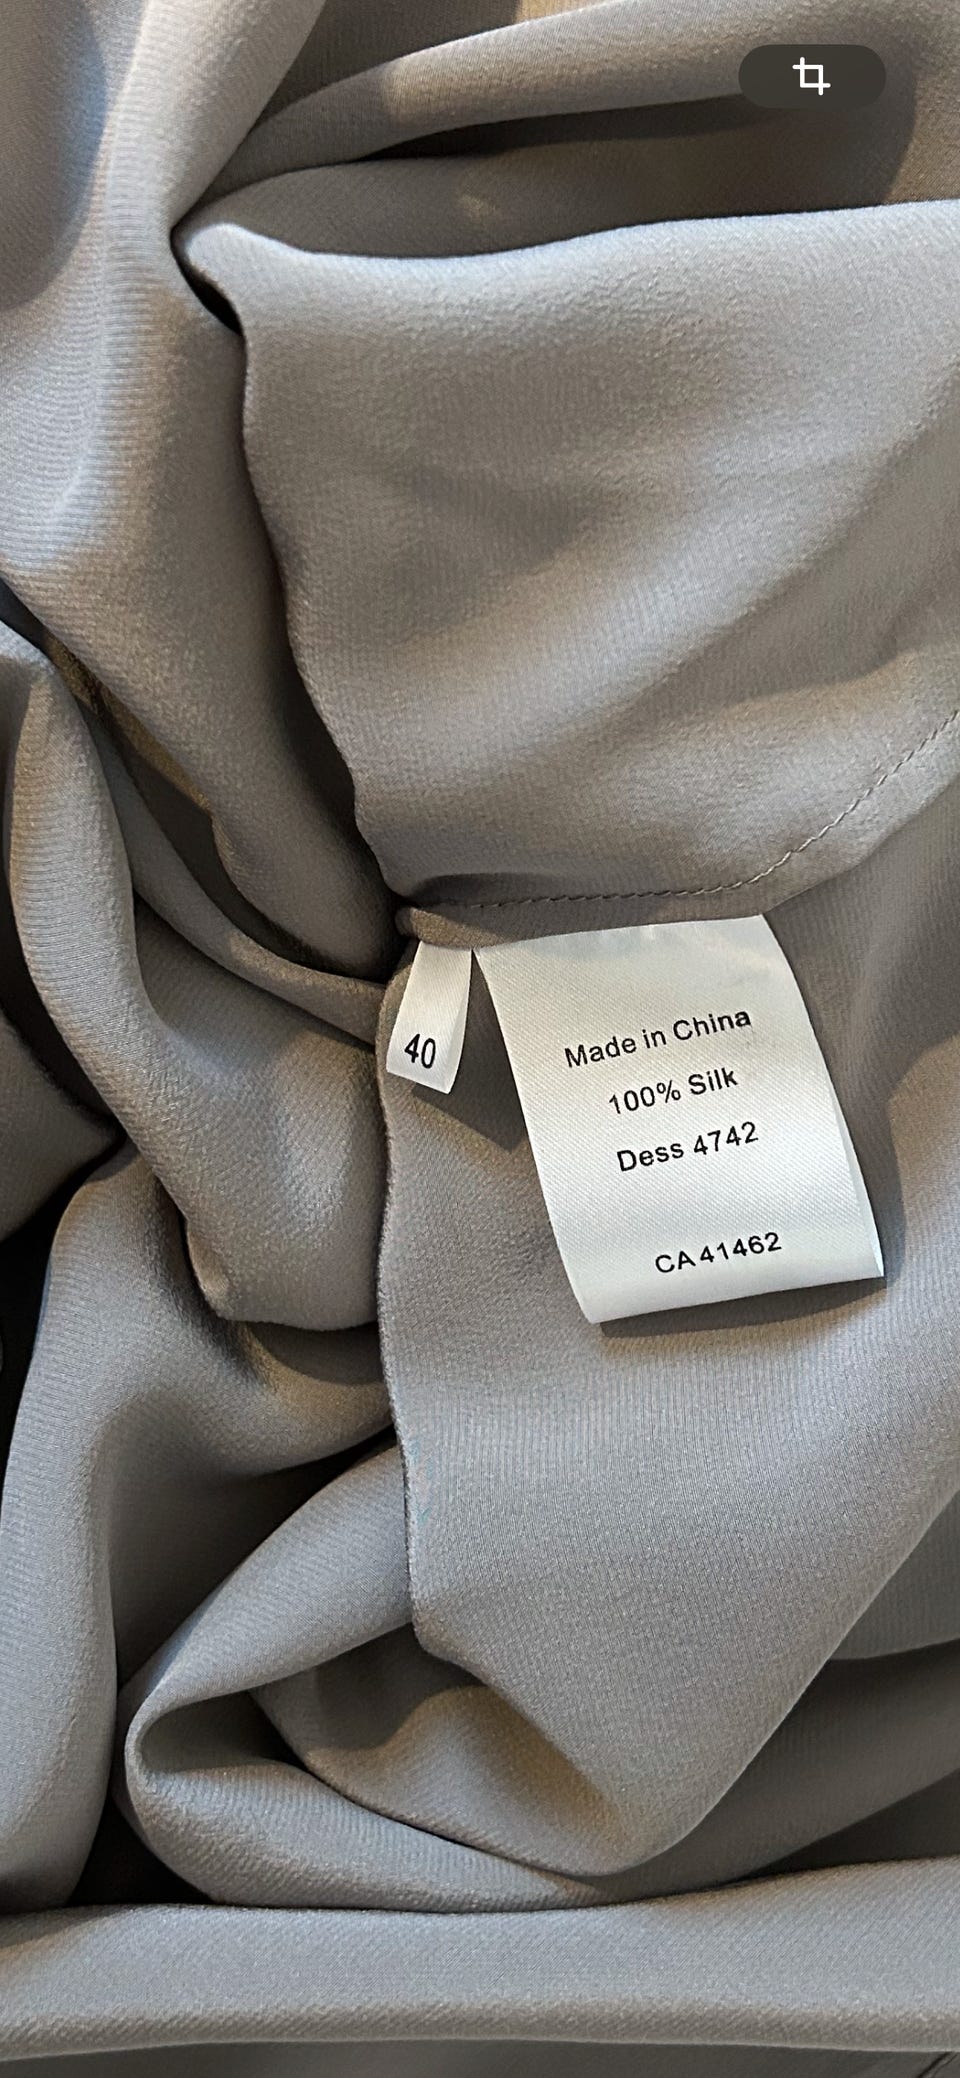 40
Made in China
100% Silk
Dess 4742
CA 41462